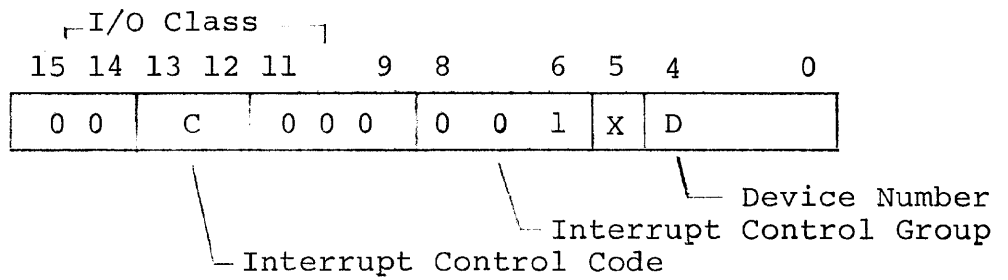 I/O Class
15 14 13 12 11 9 8 6 5 4 0
0 0 C 0 0 0 0 0 1 X D
Device Number
Interrupt Control Group
Interrupt Control Code